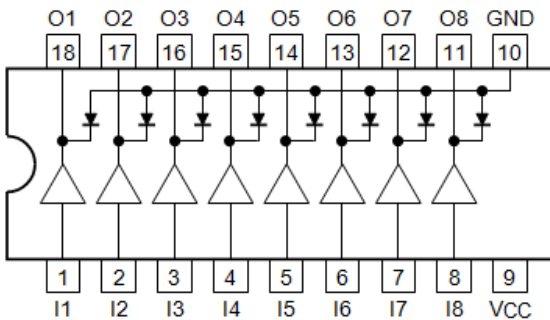 O1 O2 O3 O4 O5 O6 O7 O8 GND
18 17 16 15 14 13 12 11 10
1 2 3 4 5 6 7 8 9
I1 I2 I3 I4 I5 I6 I7 I8 VCC